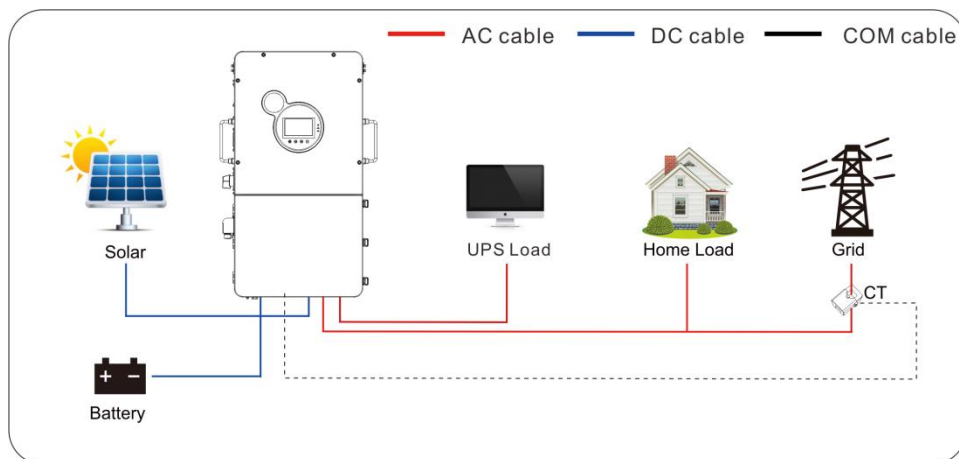 AC cable DC cable COM cable
Solar
UPS Load
Home Load
Grid
CT
+ −
Battery